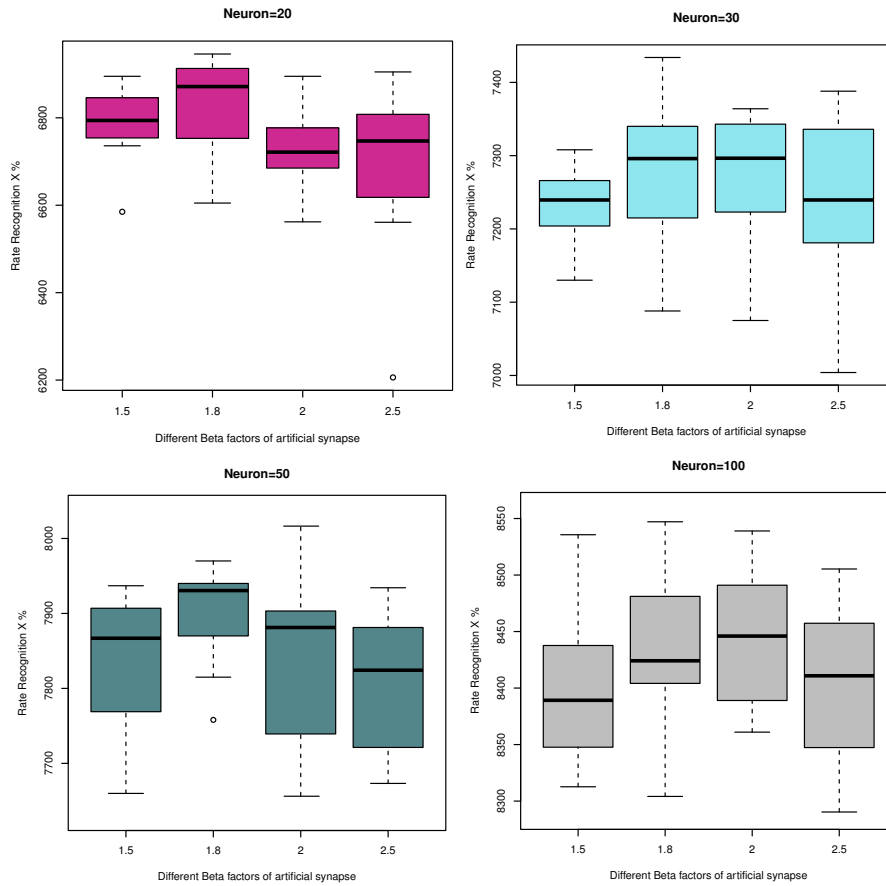 Neuron=20
Rate Recognition X %
6800
6600
6400
6200
1.5 1.8 2 2.5
Different Beta factors of artificial synapse
Neuron=30
Rate Recognition X %
7400
7300
7200
7100
7000
1.5 1.8 2 2.5
Different Beta factors of artificial synapse
Neuron=50
Rate Recognition X %
8000
7900
7800
7700
1.5 1.8 2 2.5
Different Beta factors of artificial synapse
Neuron=100
Rate Recognition X %
8550
8500
8450
8400
8350
8300
1.5 1.8 2 2.5
Different Beta factors of artificial synapse